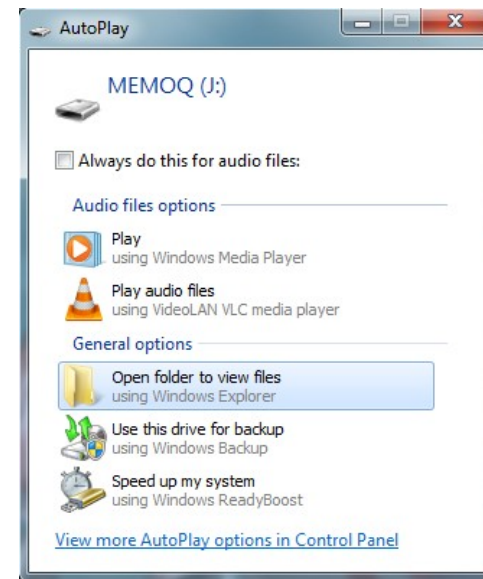 AutoPlay
MEMOQ (J:)
Always do this for audio files:
Audio files options
Play
using Windows Media Player
Play audio files
using VideoLAN VLC media player
General options
Open folder to view files
using Windows Explorer
Use this drive for backup
using Windows Backup
Speed up my system
using Windows ReadyBoost
View more AutoPlay options in Control Panel